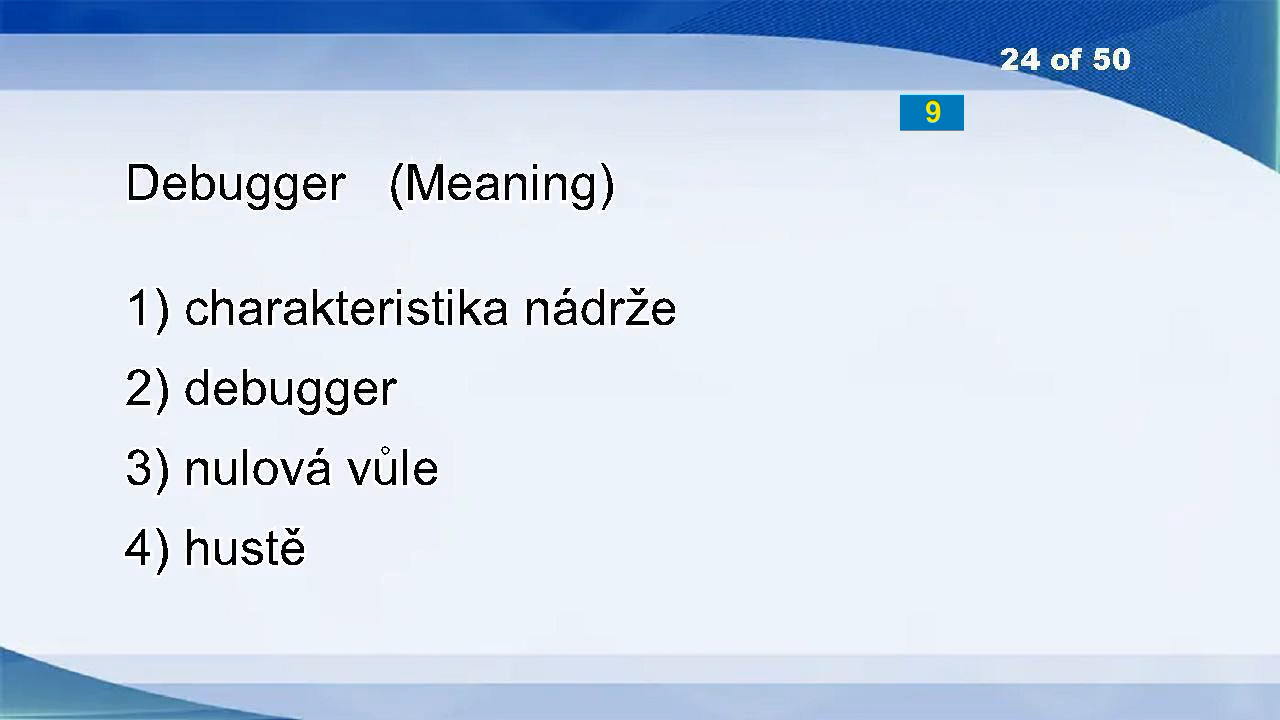 24 of 50
9
Debugger (Meaning)
1) charakteristika nádrže
2) debugger
3) nulová vůle
4) hustě